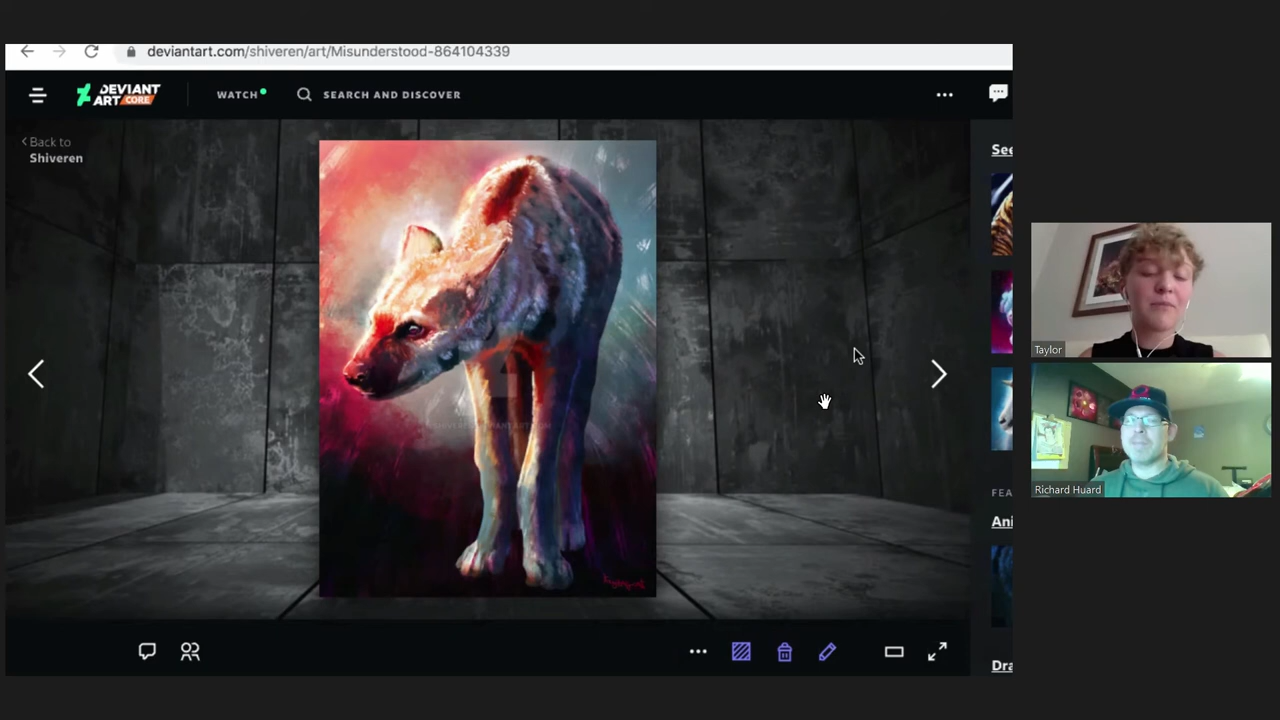 deviantart.com/shiveren/art/Misunderstood-864104339
DEVIANT
ART CORE
WATCH
SEARCH AND DISCOVER
Back to
Shiveren
See
FEA
Ani
Dra
Taylor
Richard Huard